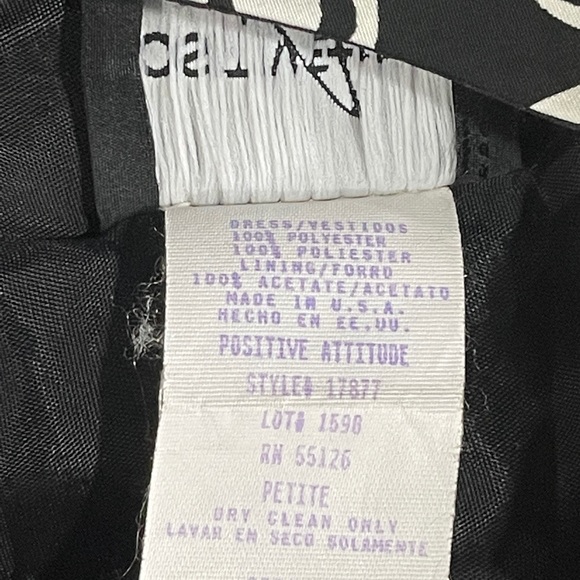 DRESS/VESTIDOS
100% POLYESTER
100% POLIESTER
LINING/FORRO
100% ACETATE/ACETATO
MADE IN U.S.A.
HECHO EN EE.UU.
POSITIVE ATTITUDE
STYLE# 17877
LOT# 1598
RN 55126
PETITE
DRY CLEAN ONLY
LAVAR EN SECO SOLAMENTE